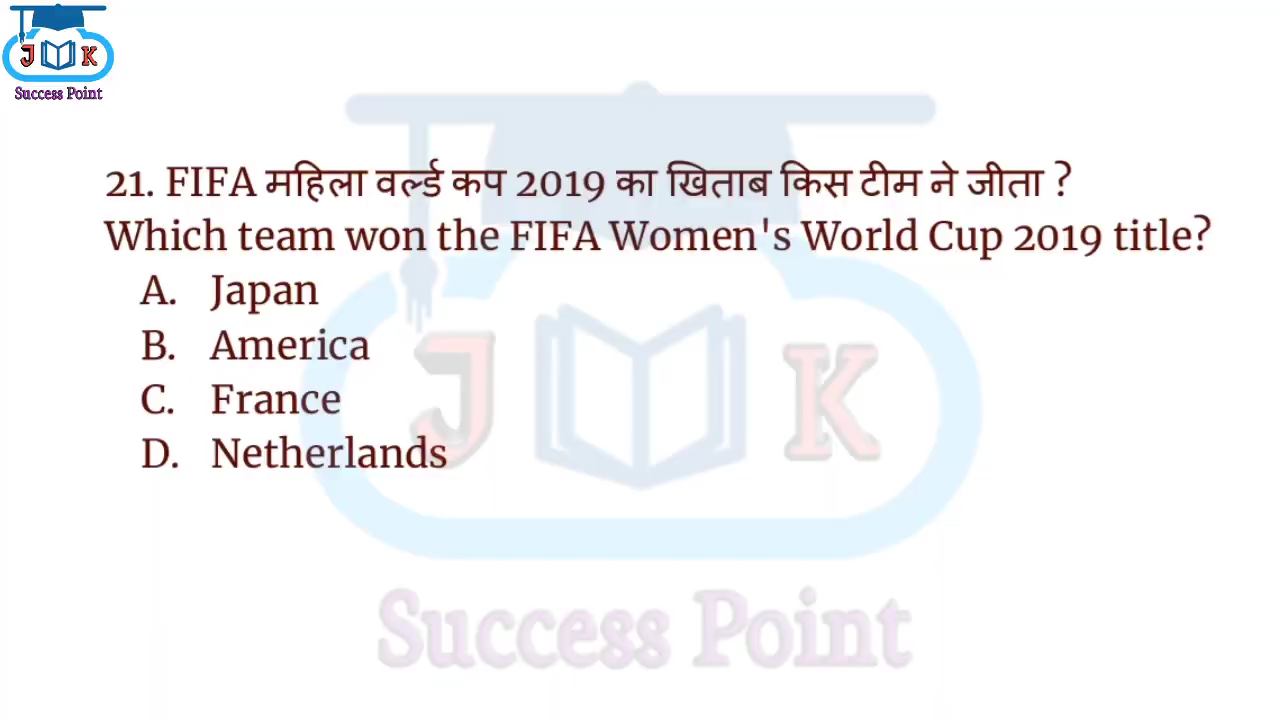 J K
Success Point
21. FIFA महिला वर्ल्ड कप 2019 का खिताब किस टीम ने जीता ?
Which team won the FIFA Women's World Cup 2019 title?
A. Japan
B. America
C. France
D. Netherlands
J K
Success Point